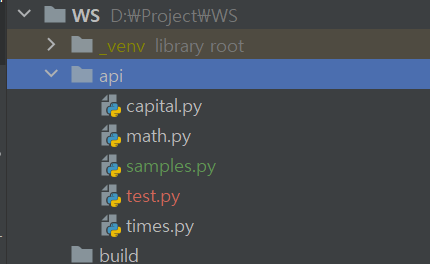 WS D:₩Project₩WS
_venv library root
api
capital.py
math.py
samples.py
test.py
times.py
build